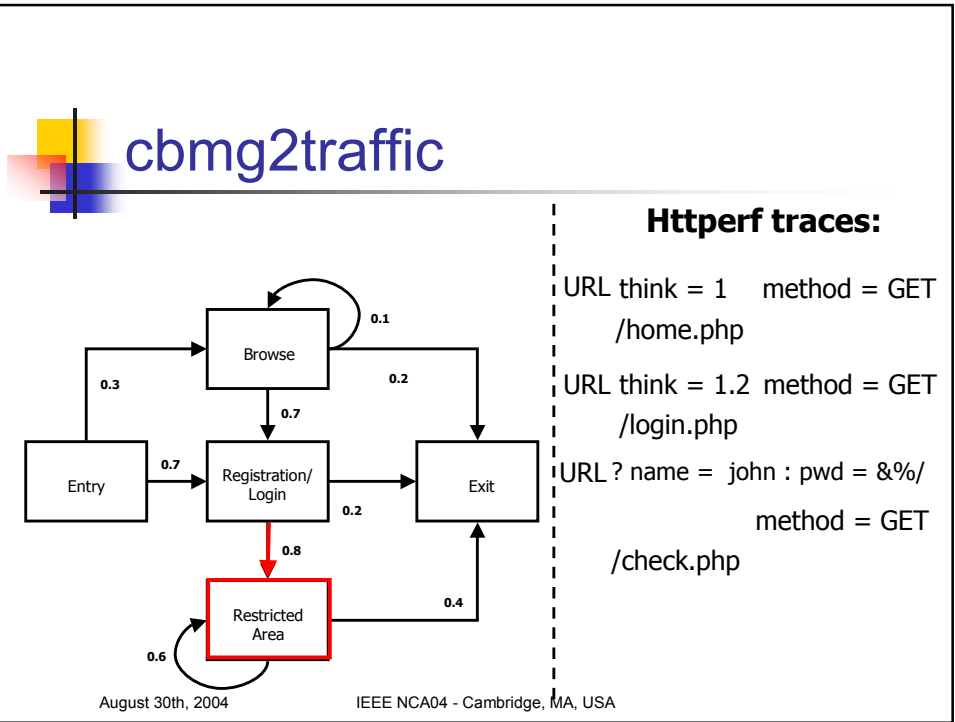 cbmg2traffic
0.1
Browse
0.3
0.2
0.7
Entry
0.7
Registration/
Login
0.2
Exit
0.8
Restricted
Area
0.4
0.6
Httperf traces:
URL think = 1 method = GET
/home.php
URL think = 1.2 method = GET
/login.php
URL ? name = john : pwd = &%/
method = GET
/check.php
August 30th, 2004 IEEE NCA04 - Cambridge, MA, USA